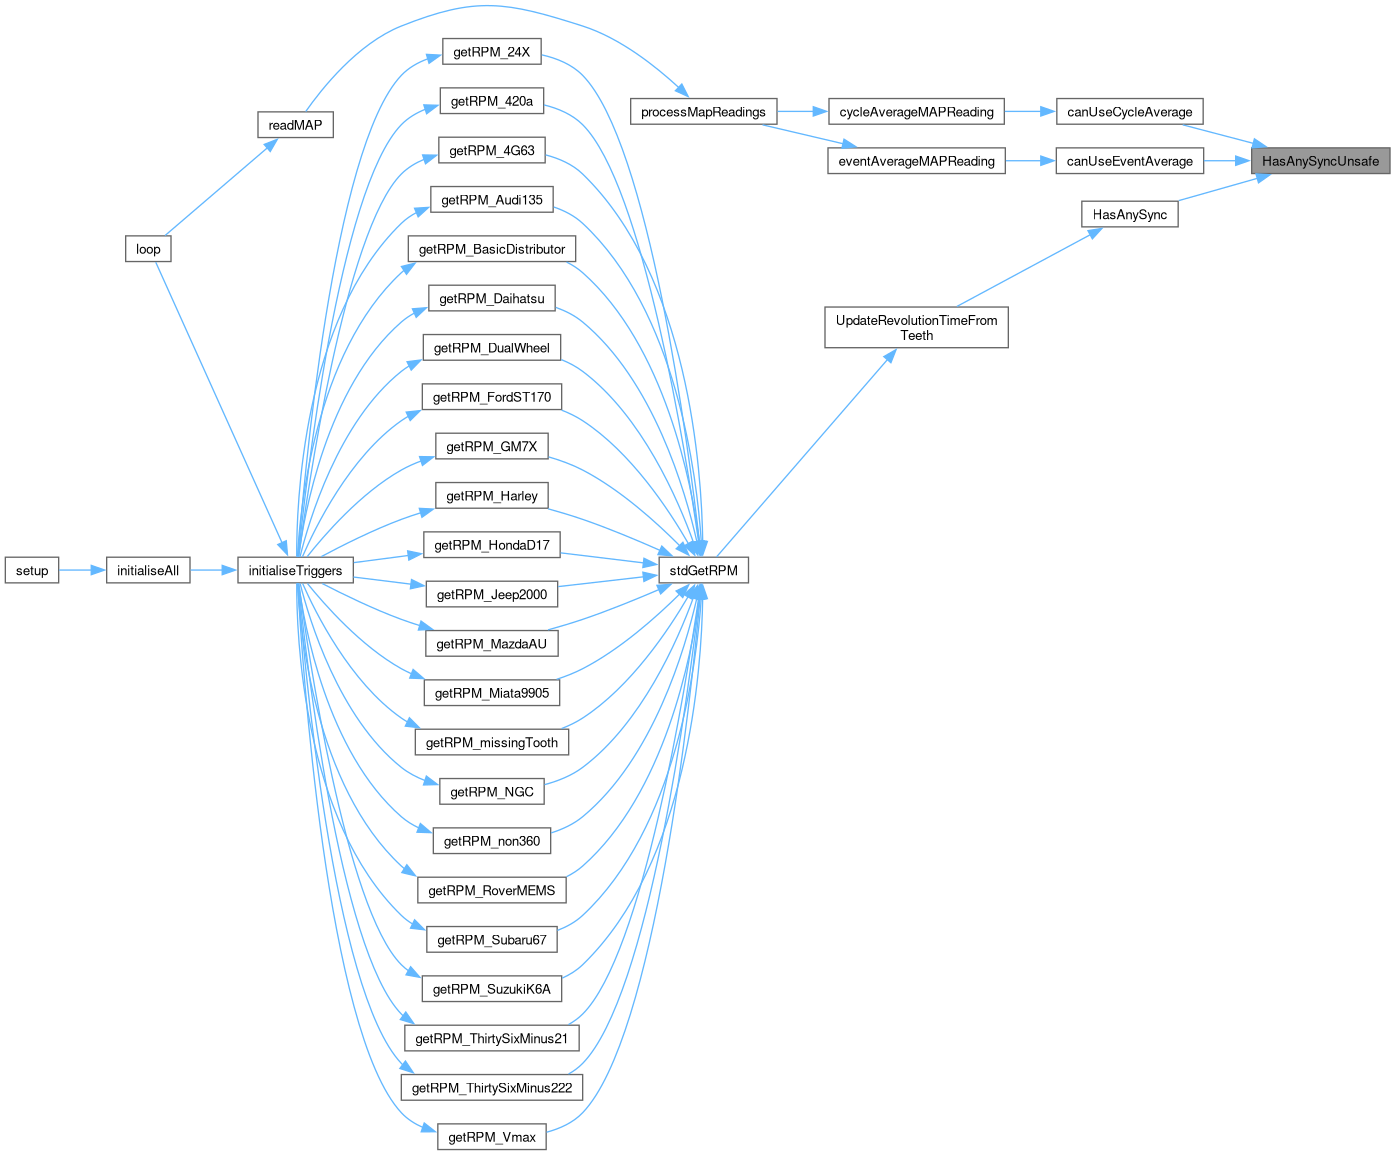 getRPM_24X
getRPM_420a
getRPM_4G63
getRPM_Audi135
getRPM_BasicDistributor
getRPM_Daihatsu
getRPM_DualWheel
getRPM_FordST170
getRPM_GM7X
getRPM_Harley
getRPM_HondaD17
getRPM_Jeep2000
getRPM_MazdaAU
getRPM_Miata9905
getRPM_missingTooth
getRPM_NGC
getRPM_non360
getRPM_RoverMEMS
getRPM_Subaru67
getRPM_SuzukiK6A
getRPM_ThirtySixMinus21
getRPM_ThirtySixMinus222
getRPM_Vmax
readMAP
loop
setup
initialiseAll
initialiseTriggers
stdGetRPM
processMapReadings
cycleAverageMAPReading
canUseCycleAverage
eventAverageMAPReading
canUseEventAverage
HasAnySyncUnsafe
HasAnySync
UpdateRevolutionTimeFrom
Teeth